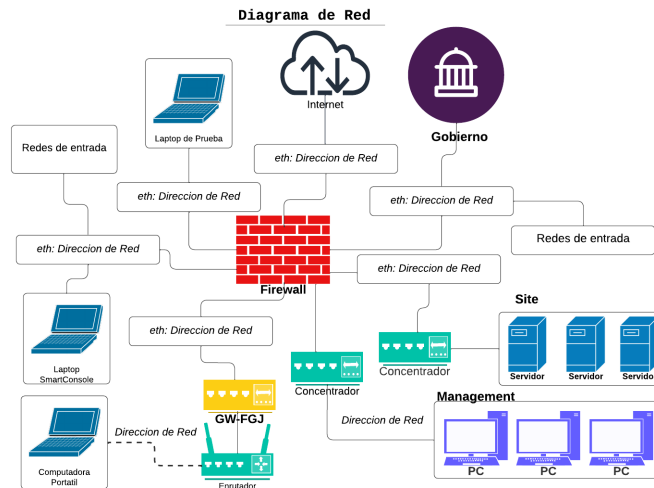 Diagrama de Red
Internet
Gobierno
Laptop de Prueba
Redes de entrada
eth: Direccion de Red
eth: Direccion de Red
eth: Direccion de Red
eth: Direccion de Red
Redes de entrada
eth: Direccion de Red
Firewall
Site
eth: Direccion de Red
Laptop
SmartConsole
Concentrador
Servidor
Servidor
Servido
Concentrador
Management
GW-FGJ
Direccion de Red
Direccion de Red
Computadora
Portatil
PC
PC
PC
Enrutador